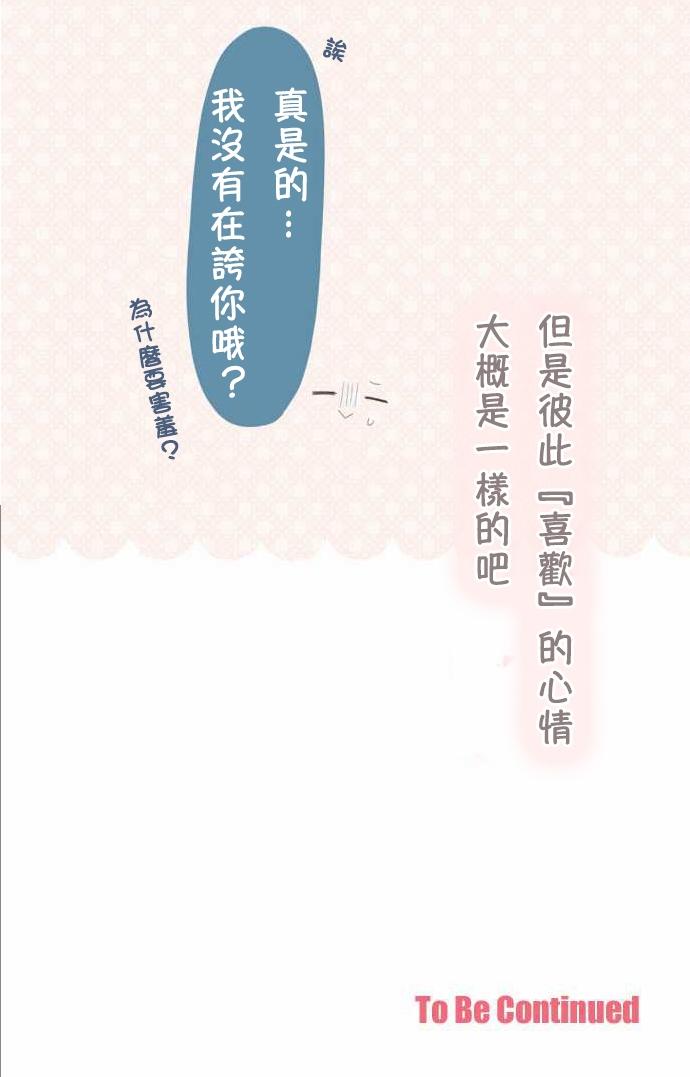 但是彼此『喜歡』的心情
大概是一樣的吧
誒
真是的…
我沒有在誇你哦？
為什麼要害羞？
To Be Continued